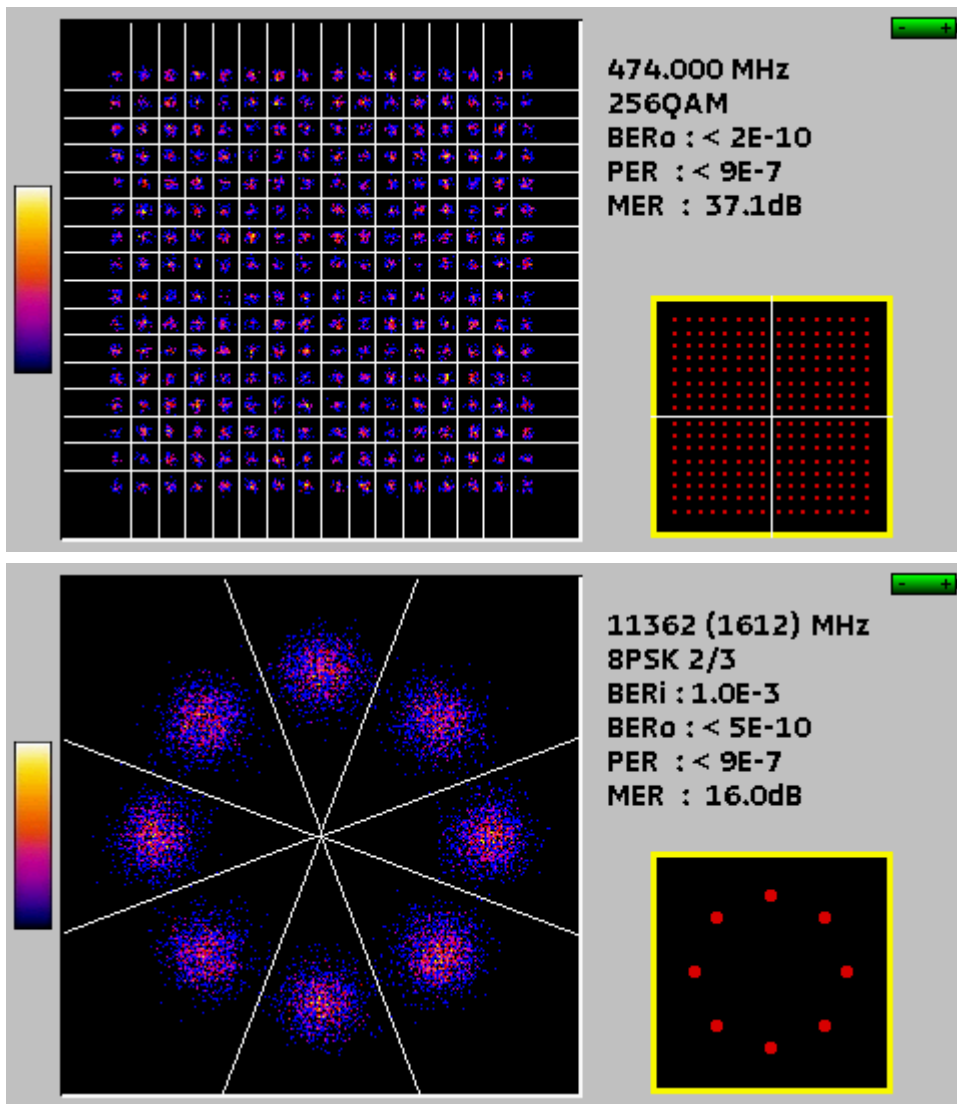 - +
474.000 MHz
256QAM
BERo : < 2E-10
PER : < 9E-7
MER : 37.1dB
- +
11362 (1612) MHz
8PSK 2/3
BERi : 1.0E-3
BERo : < 5E-10
PER : < 9E-7
MER : 16.0dB